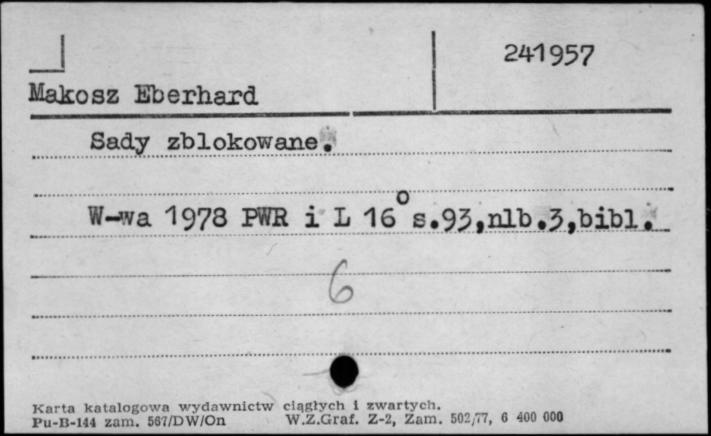 241957
Makosz Eberhard
Sady zblokowane.
W-wa 1978 PWR i L 16° s.93,nlb.3,bibl.
6
Karta katalogowa wydawnictw ciągłych i zwartych.
Pu-B-144 zam. 567/DW/On W.Z.Graf. Z-2, Zam. 502/77, 6 400 000